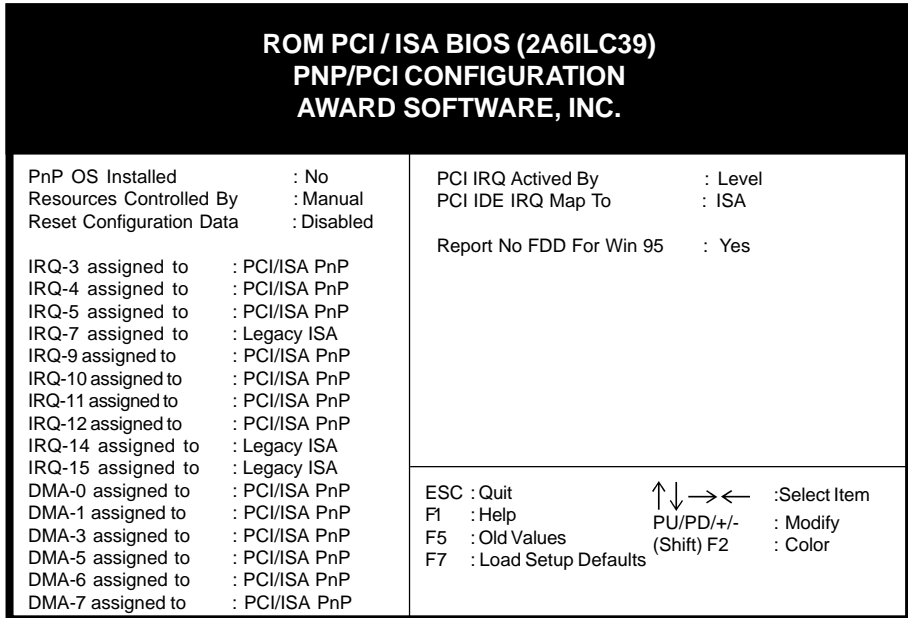 ROM PCI / ISA BIOS (2A6ILC39)
PNP/PCI CONFIGURATION
AWARD SOFTWARE, INC.
PnP OS Installed : No
Resources Controlled By : Manual
Reset Configuration Data : Disabled
IRQ-3 assigned to : PCI/ISA PnP
IRQ-4 assigned to : PCI/ISA PnP
IRQ-5 assigned to : PCI/ISA PnP
IRQ-7 assigned to : Legacy ISA
IRQ-9 assigned to : PCI/ISA PnP
IRQ-10 assigned to : PCI/ISA PnP
IRQ-11 assigned to : PCI/ISA PnP
IRQ-12 assigned to : PCI/ISA PnP
IRQ-14 assigned to : Legacy ISA
IRQ-15 assigned to : Legacy ISA
DMA-0 assigned to : PCI/ISA PnP
DMA-1 assigned to : PCI/ISA PnP
DMA-3 assigned to : PCI/ISA PnP
DMA-5 assigned to : PCI/ISA PnP
DMA-6 assigned to : PCI/ISA PnP
DMA-7 assigned to : PCI/ISA PnP
PCI IRQ Actived By : Level
PCI IDE IRQ Map To : ISA
Report No FDD For Win 95 : Yes
ESC : Quit ↑↓→← :Select Item
F1 : Help PU/PD/+/- : Modify
F5 : Old Values (Shift) F2 : Color
F7 : Load Setup Defaults